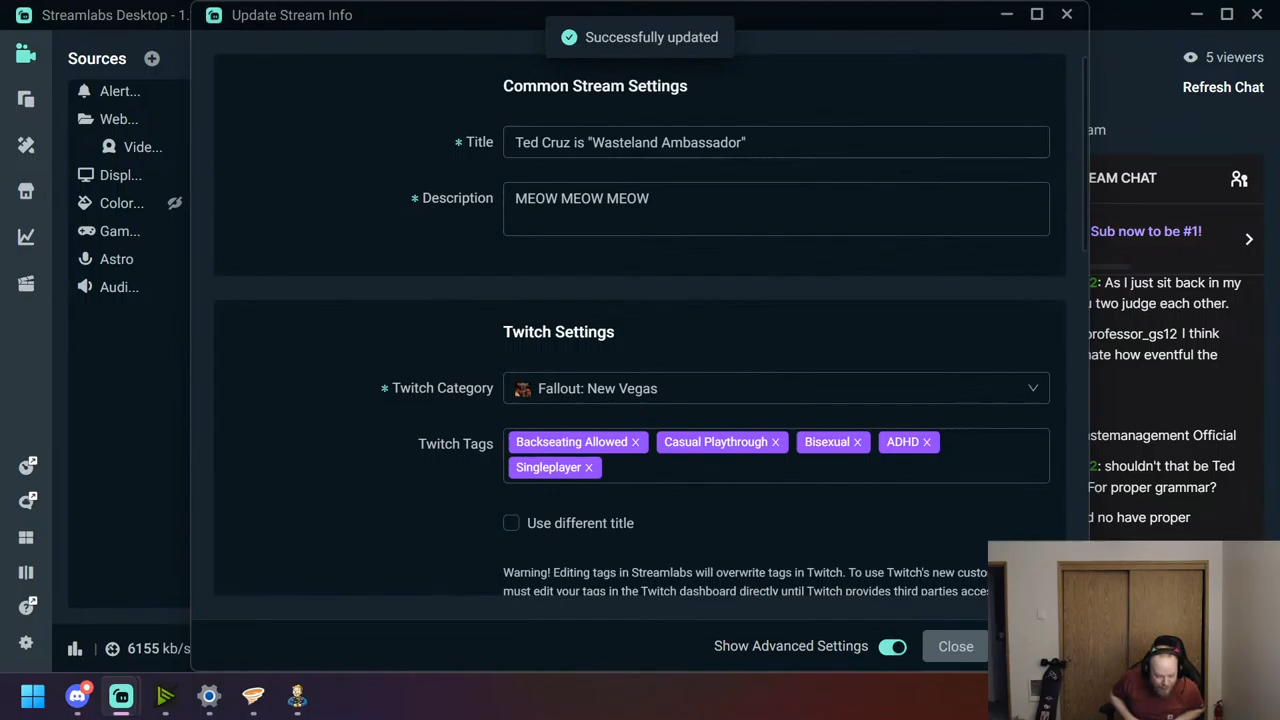 Streamlabs Desktop - 1.
Update Stream Info
Successfully updated
Sources
5 viewers
Refresh Chat
Alert...
Web...
Vide...
Displ...
Color...
Gam...
Astro
Audi...
Common Stream Settings
* Title
Ted Cruz is "Wasteland Ambassador"
* Description
MEOW MEOW MEOW
Twitch Settings
* Twitch Category
Fallout: New Vegas
Twitch Tags
Backseating Allowed
Casual Playthrough
Bisexual
ADHD
Singleplayer
Use different title
Warning! Editing tags in Streamlabs will overwrite tags in Twitch. To use Twitch's new custo
must edit your tags in the Twitch dashboard directly until Twitch provides third parties acce
Show Advanced Settings
Close
am
EAM CHAT
Sub now to be #1!
2: As I just sit back in my
two judge each other.
professor_gs12 I think
ate how eventful the
stemanagement Official
2: shouldn't that be Ted
For proper grammar?
d no have proper
6155 kb/s